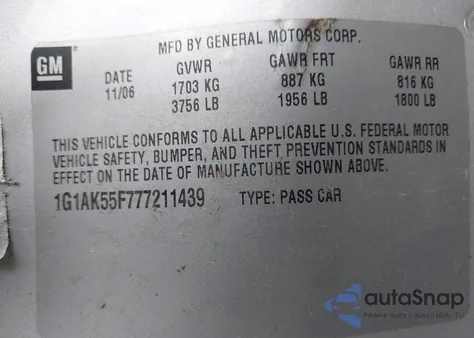 MFD BY GENERAL MOTORS CORP.
GM
DATE GVWR GAWR FRT GAWR RR
11/06 1703 KG 887 KG 816 KG
3756 LB 1956 LB 1800 LB
THIS VEHICLE CONFORMS TO ALL APPLICABLE U.S. FEDERAL MOTOR
VEHICLE SAFETY, BUMPER, AND THEFT PREVENTION STANDARDS IN
EFFECT ON THE DATE OF MANUFACTURE SHOWN ABOVE.
1G1AK55F777211439 TYPE: PASS CAR
autoSnap